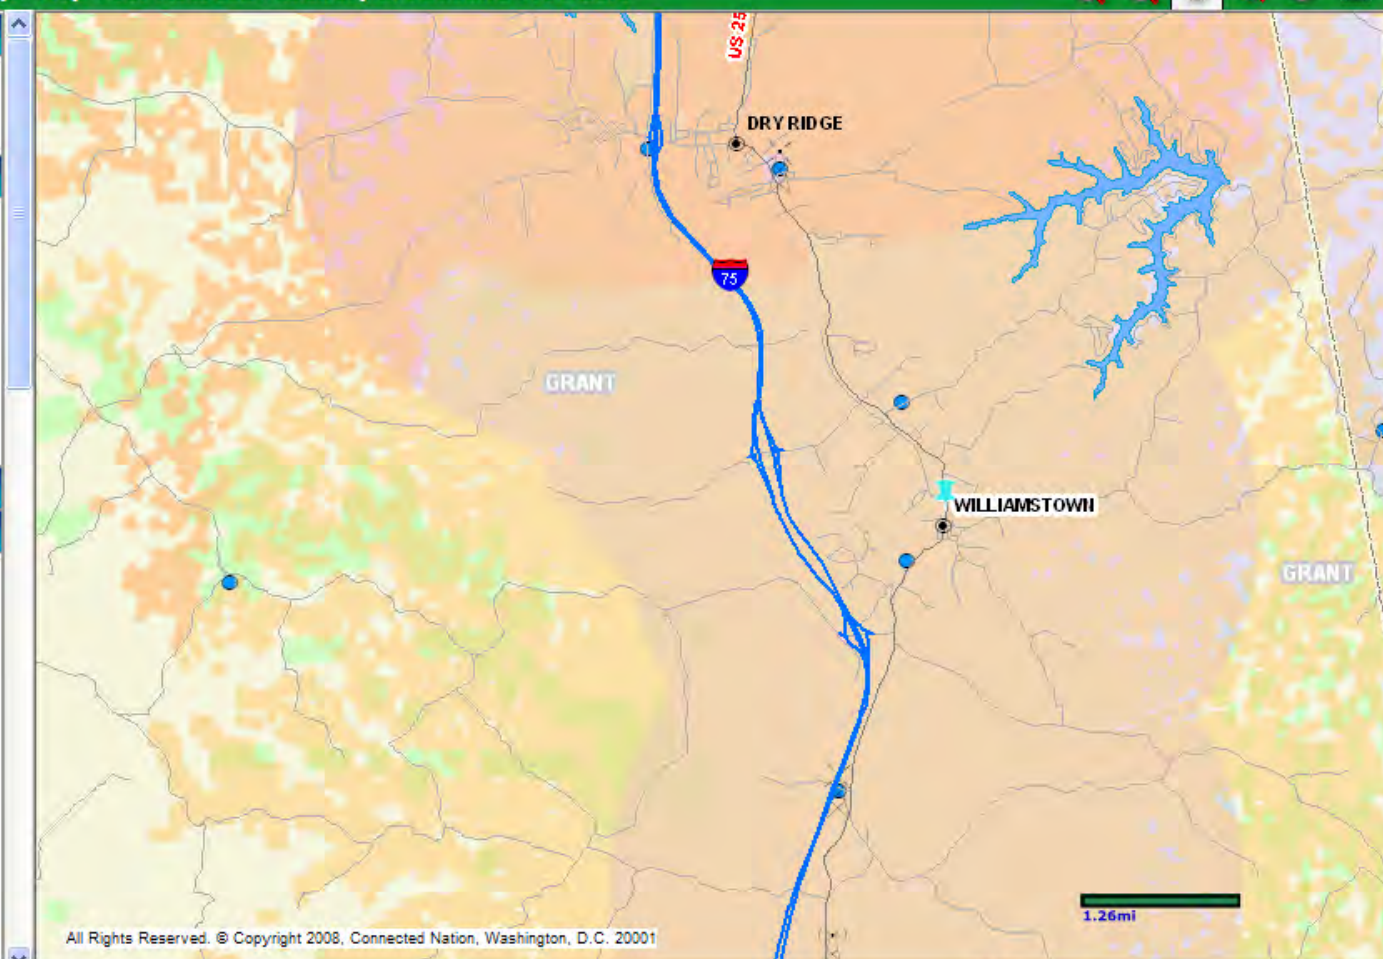 US 25
DRY RIDGE
75
GRANT
WILLIAMSTOWN
GRANT
1.26mi
All Rights Reserved. © Copyright 2008, Connected Nation, Washington, D.C. 20001